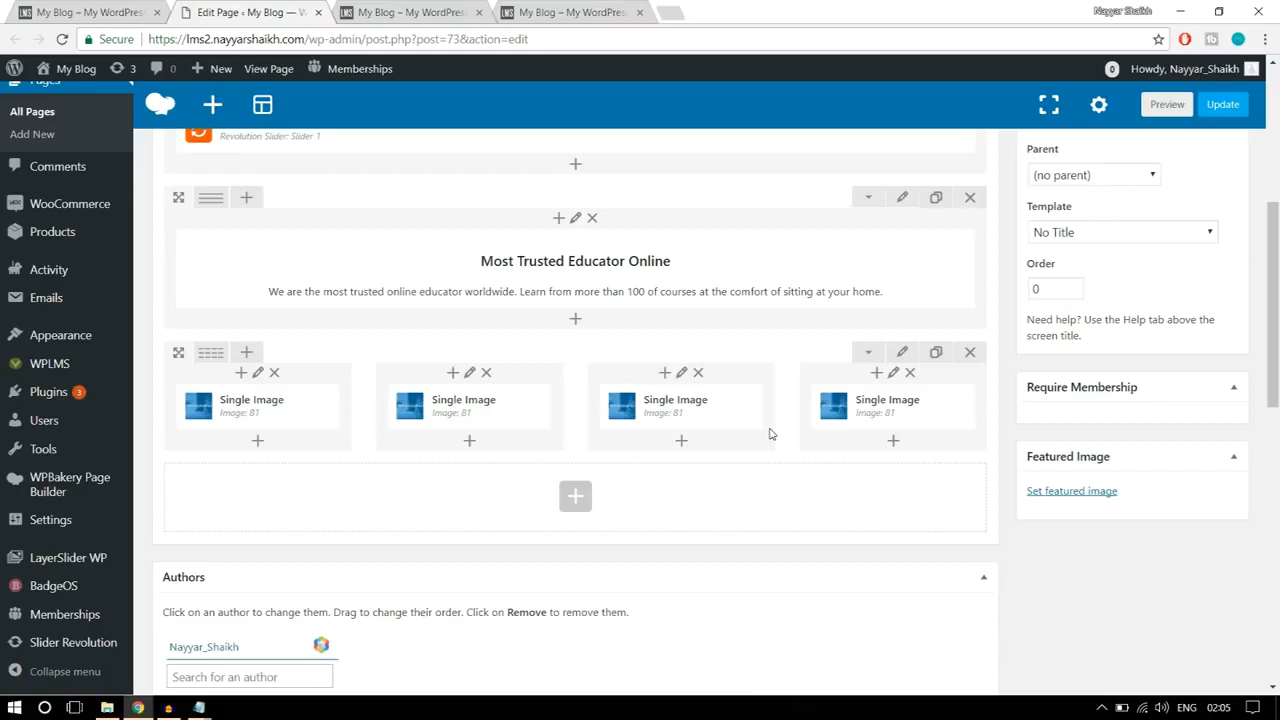 My Blog – My WordPress
Edit Page ‹ My Blog — W
My Blog – My WordPress
My Blog – My WordPress
Nayyar Shaikh
Secure
https://lms2.nayyarshaikh.com/wp-admin/post.php?post=73&action=edit
My Blog
3
0
New
View Page
Memberships
0
Howdy, Nayyar_Shaikh
Pages
All Pages
Add New
Comments
WooCommerce
Products
Activity
Emails
Appearance
WPLMS
Plugins 3
Users
Tools
WPBakery Page
Builder
Settings
LayerSlider WP
BadgeOS
Memberships
Slider Revolution
Collapse menu
Preview
Update
Revolution Slider: Slider 1
Most Trusted Educator Online
We are the most trusted online educator worldwide. Learn from more than 100 of courses at the comfort of sitting at your home.
Single Image
Image: 81
Single Image
Image: 81
Single Image
Image: 81
Single Image
Image: 81
Authors
Click on an author to change them. Drag to change their order. Click on Remove to remove them.
Nayyar_Shaikh
Search for an author
Parent
(no parent)
Template
No Title
Order
0
Need help? Use the Help tab above the
screen title.
Require Membership
Featured Image
Set featured image
ENG
02:05